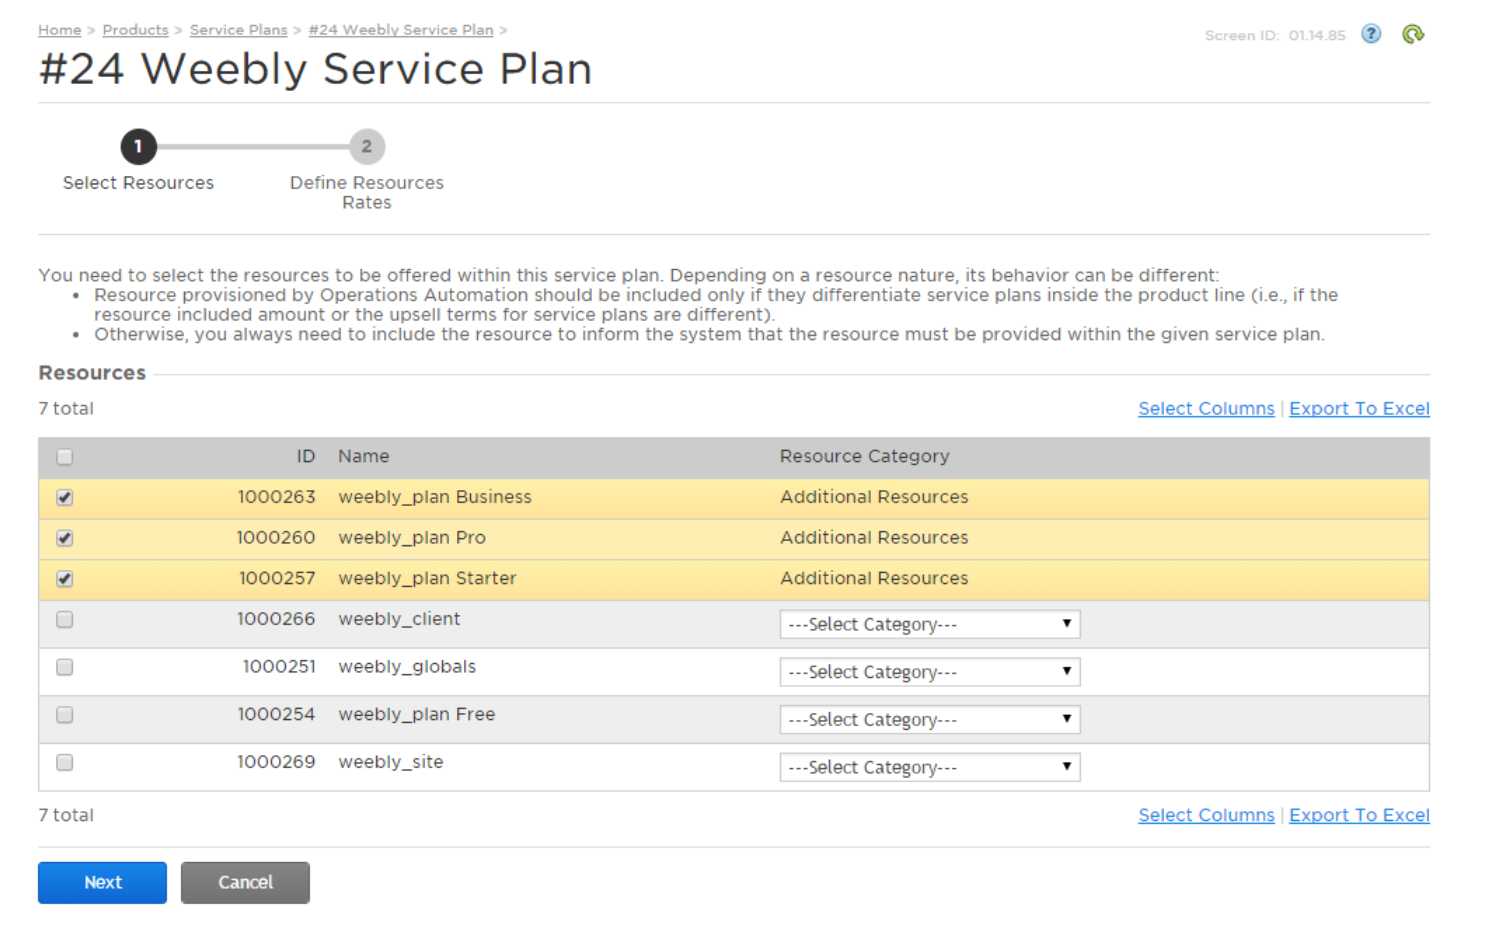 Home > Products > Service Plans > #24 Weebly Service Plan >
Screen ID: 01.14.85 ?
#24 Weebly Service Plan
1 2
Select Resources Define Resources
Rates
You need to select the resources to be offered within this service plan. Depending on a resource nature, its behavior can be different:
• Resource provisioned by Operations Automation should be included only if they differentiate service plans inside the product line (i.e., if the
resource included amount or the upsell terms for service plans are different).
• Otherwise, you always need to include the resource to inform the system that the resource must be provided within the given service plan.
Resources
7 total Select Columns | Export To Excel
ID Name Resource Category
1000263 weebly_plan Business Additional Resources
1000260 weebly_plan Pro Additional Resources
1000257 weebly_plan Starter Additional Resources
1000266 weebly_client ---Select Category---
1000251 weebly_globals ---Select Category---
1000254 weebly_plan Free ---Select Category---
1000269 weebly_site ---Select Category---
7 total Select Columns | Export To Excel
Next Cancel